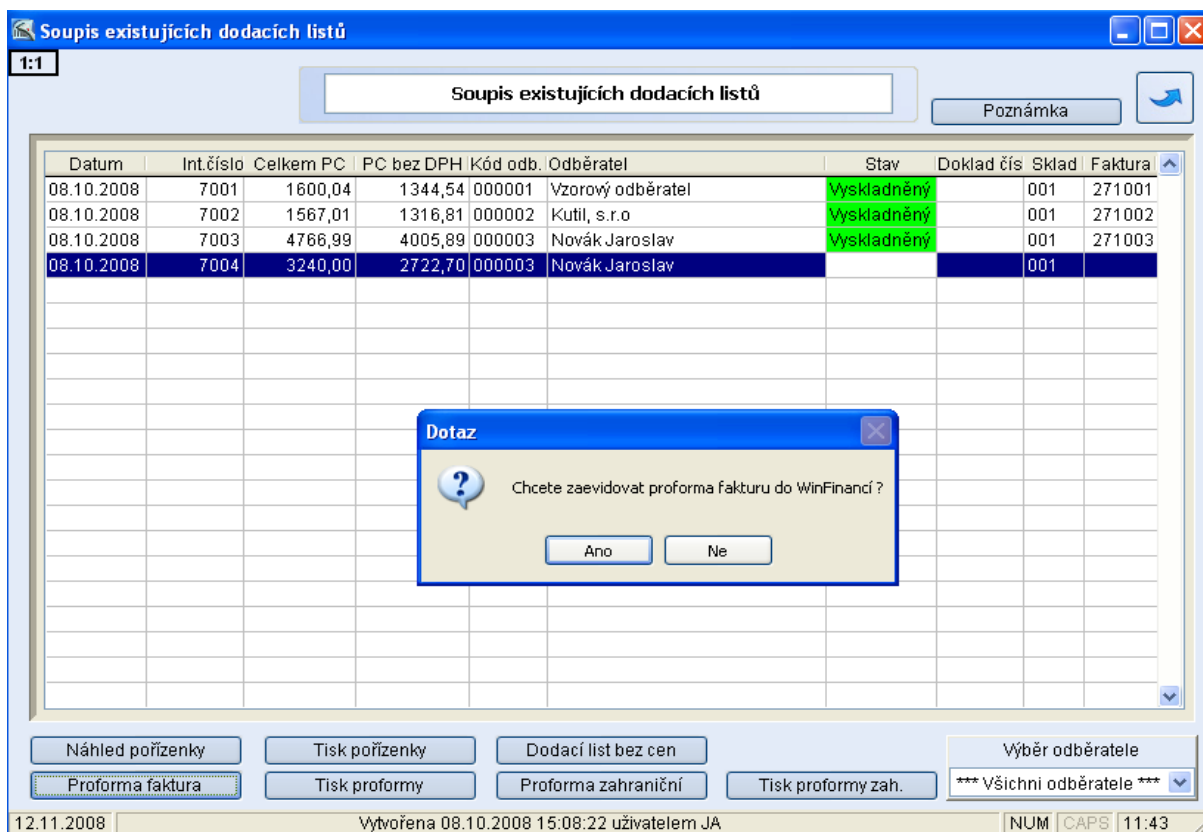 Soupis existujících dodacích listů
1:1
Soupis existujících dodacích listů
Poznámka
Datum Int.číslo Celkem PC PC bez DPH Kód odb. Odběratel Stav Doklad čís Sklad Faktura
08.10.2008 7001 1600,04 1344,54 000001 Vzorový odběratel Vyskladněný 001 271001
08.10.2008 7002 1567,01 1316,81 000002 Kutil, s.r.o Vyskladněný 001 271002
08.10.2008 7003 4766,99 4005,89 000003 Novák Jaroslav Vyskladněný 001 271003
08.10.2008 7004 3240,00 2722,70 000003 Novák Jaroslav 001
Dotaz
Chcete zaevidovat proforma fakturu do WinFinancí ?
Ano Ne
Náhled pořízenky Tisk pořízenky Dodací list bez cen Výběr odběratele
Proforma faktura Tisk proformy Proforma zahraniční Tisk proformy zah. *** Všichni odběratele ***
12.11.2008 Vytvořena 08.10.2008 15:08:22 uživatelem JA NUM CAPS 11:43